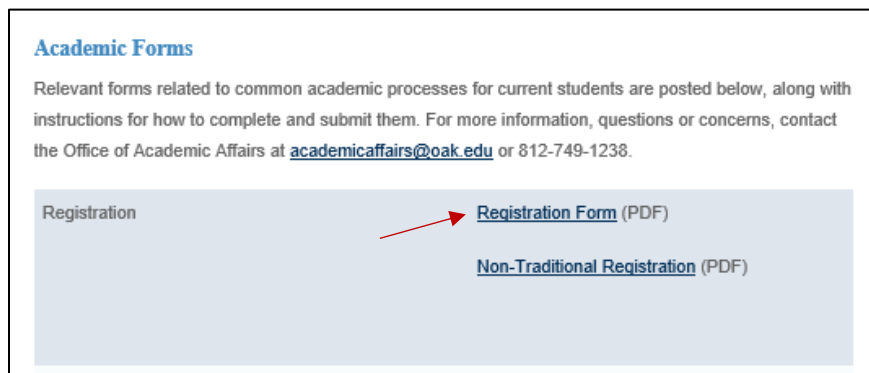 Academic Forms
Relevant forms related to common academic processes for current students are posted below, along with
instructions for how to complete and submit them. For more information, questions or concerns, contact
the Office of Academic Affairs at academicaffairs@oak.edu or 812-749-1238.
Registration
Registration Form (PDF)
Non-Traditional Registration (PDF)